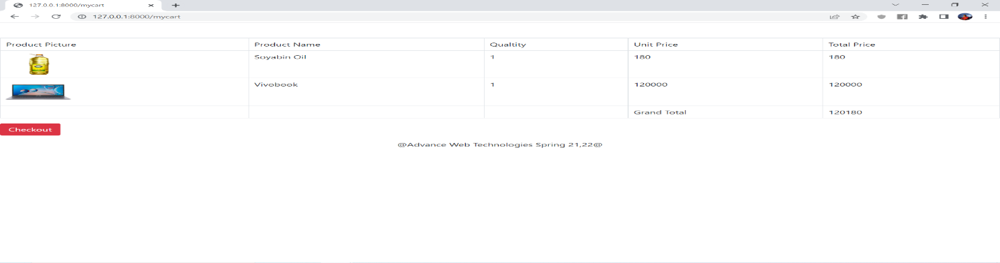 127.0.0.1:8000/mycart
127.0.0.1:8000/mycart
Product Picture Product Name Qualtity Unit Price Total Price
Soyabin Oil 1 180 180
Vivobook 1 120000 120000
Grand Total 120180
Checkout
@Advance Web Technologies Spring 21,22@